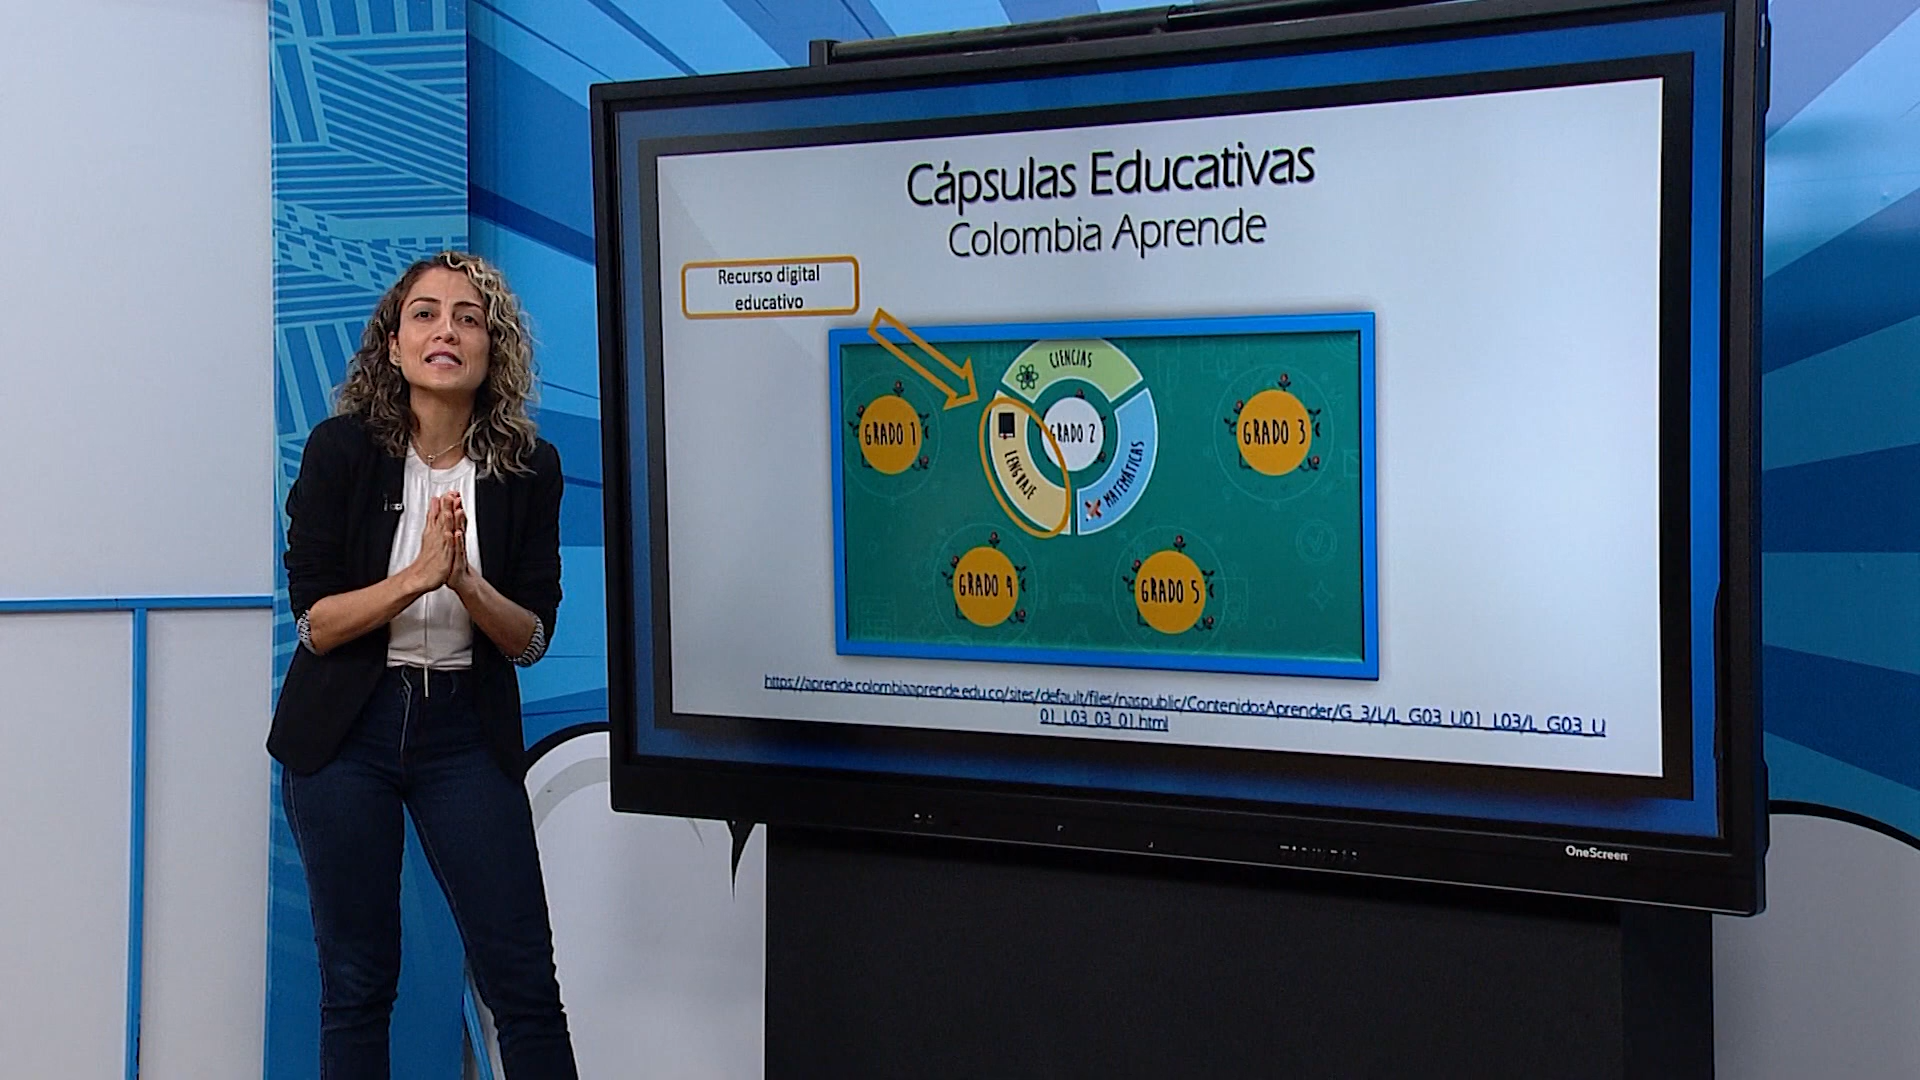 Cápsulas Educativas
Colombia Aprende
Recurso digital
educativo
CIENCIAS
GRADO 1
GRADO 2
GRADO 3
LENGUAJE
MATEMÁTICAS
GRADO 4
GRADO 5
https://aprende.colombiaaprende.edu.co/sites/default/files/naspublic/ContenidosAprender/G_3/L/L_G03_U01_L03/L_G03_U
01_L03_03_01.html
OneScreen